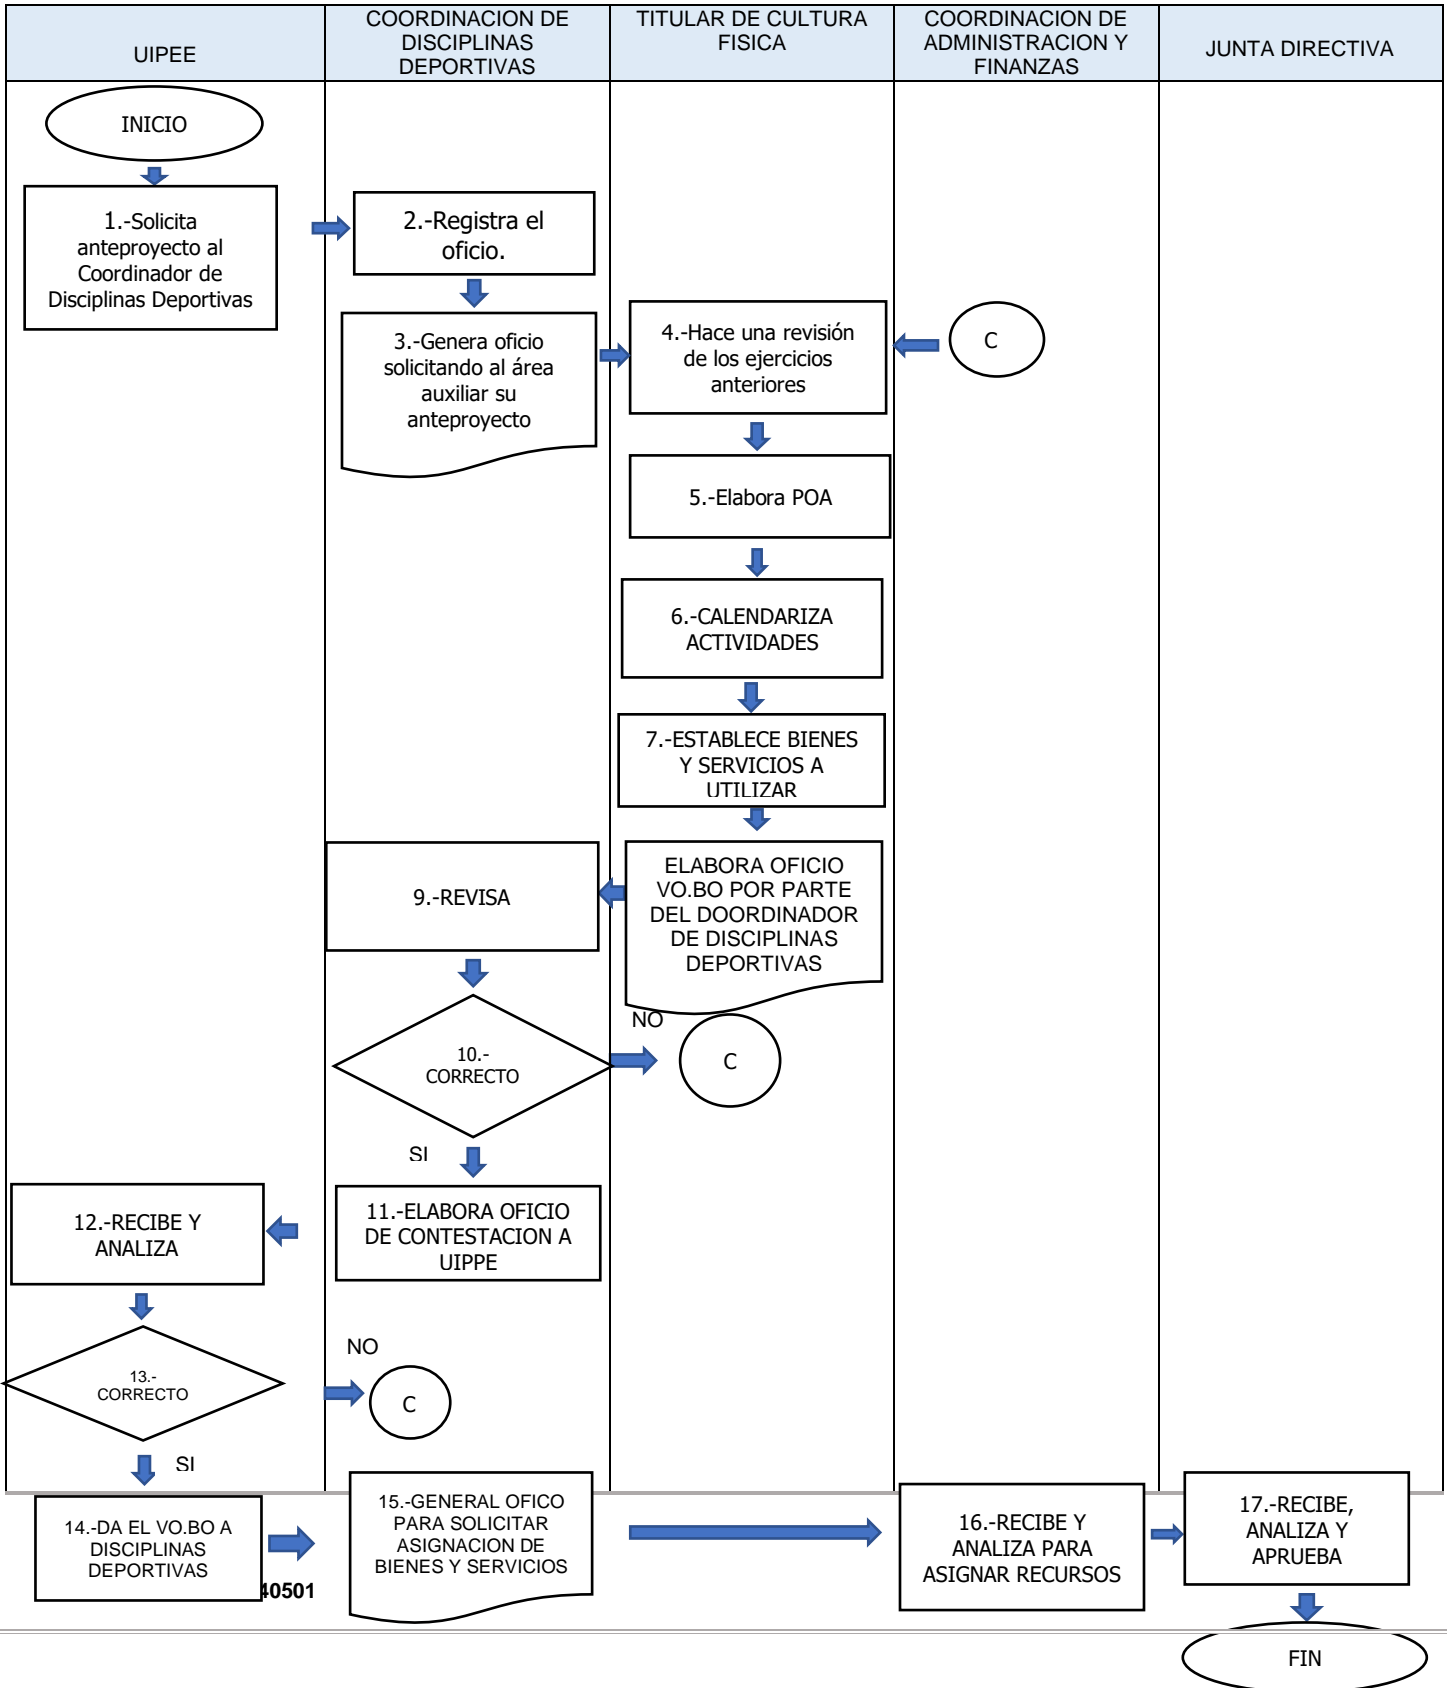 UIPEE
COORDINACION DE
DISCIPLINAS
DEPORTIVAS
TITULAR DE CULTURA
FISICA
COORDINACION DE
ADMINISTRACION Y
FINANZAS
JUNTA DIRECTIVA
INICIO
1.-Solicita
anteproyecto al
Coordinador de
Disciplinas Deportivas
2.-Registra el
oficio.
3.-Genera oficio
solicitando al área
auxiliar su
anteproyecto
4.-Hace una revisión
de los ejercicios
anteriores
C
5.-Elabora POA
6.-CALENDARIZA
ACTIVIDADES
7.-ESTABLECE BIENES
Y SERVICIOS A
UTILIZAR
ELABORA OFICIO
VO.BO POR PARTE
DEL DOORDINADOR
DE DISCIPLINAS
DEPORTIVAS
9.-REVISA
10.-
CORRECTO
NO
C
SI
11.-ELABORA OFICIO
DE CONTESTACION A
UIPPE
12.-RECIBE Y
ANALIZA
13.-
CORRECTO
NO
C
SI
14.-DA EL VO.BO A
DISCIPLINAS
DEPORTIVAS
40501
15.-GENERAL OFICO
PARA SOLICITAR
ASIGNACION DE
BIENES Y SERVICIOS
16.-RECIBE Y
ANALIZA PARA
ASIGNAR RECURSOS
17.-RECIBE,
ANALIZA Y
APRUEBA
FIN